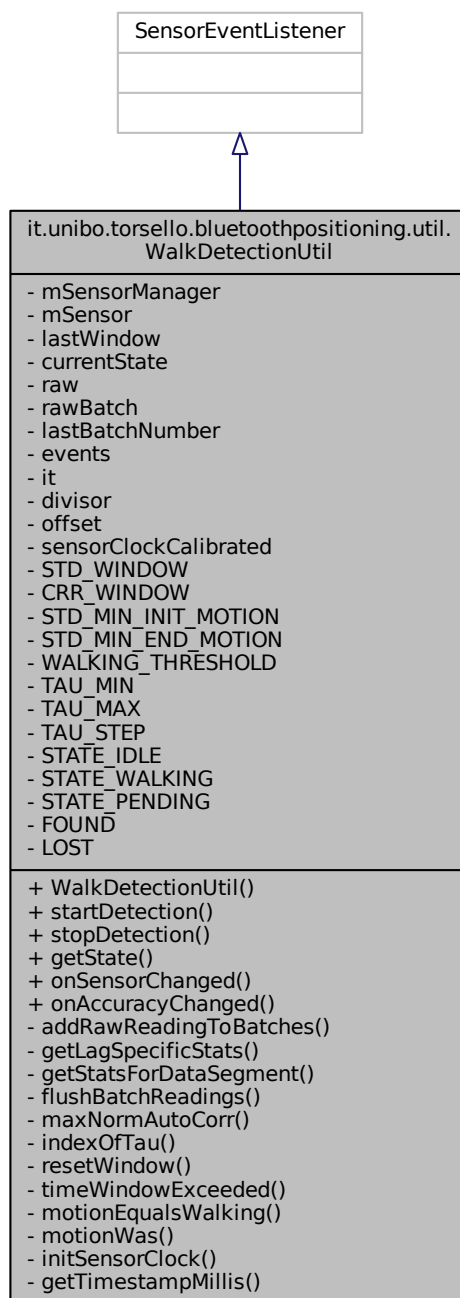 SensorEventListener
it.unibo.torsello.bluetoothpositioning.util.
WalkDetectionUtil
- mSensorManager
- mSensor
- lastWindow
- currentState
- raw
- rawBatch
- lastBatchNumber
- events
- it
- divisor
- offset
- sensorClockCalibrated
- STD_WINDOW
- CRR_WINDOW
- STD_MIN_INIT_MOTION
- STD_MIN_END_MOTION
- WALKING_THRESHOLD
- TAU_MIN
- TAU_MAX
- TAU_STEP
- STATE_IDLE
- STATE_WALKING
- STATE_PENDING
- FOUND
- LOST
+ WalkDetectionUtil()
+ startDetection()
+ stopDetection()
+ getState()
+ onSensorChanged()
+ onAccuracyChanged()
- addRawReadingToBatches()
- getLagSpecificStats()
- getStatsForDataSegment()
- flushBatchReadings()
- maxNormAutoCorr()
- indexOfTau()
- resetWindow()
- timeWindowExceeded()
- motionEqualsWalking()
- motionWas()
- initSensorClock()
- getTimestampMillis()